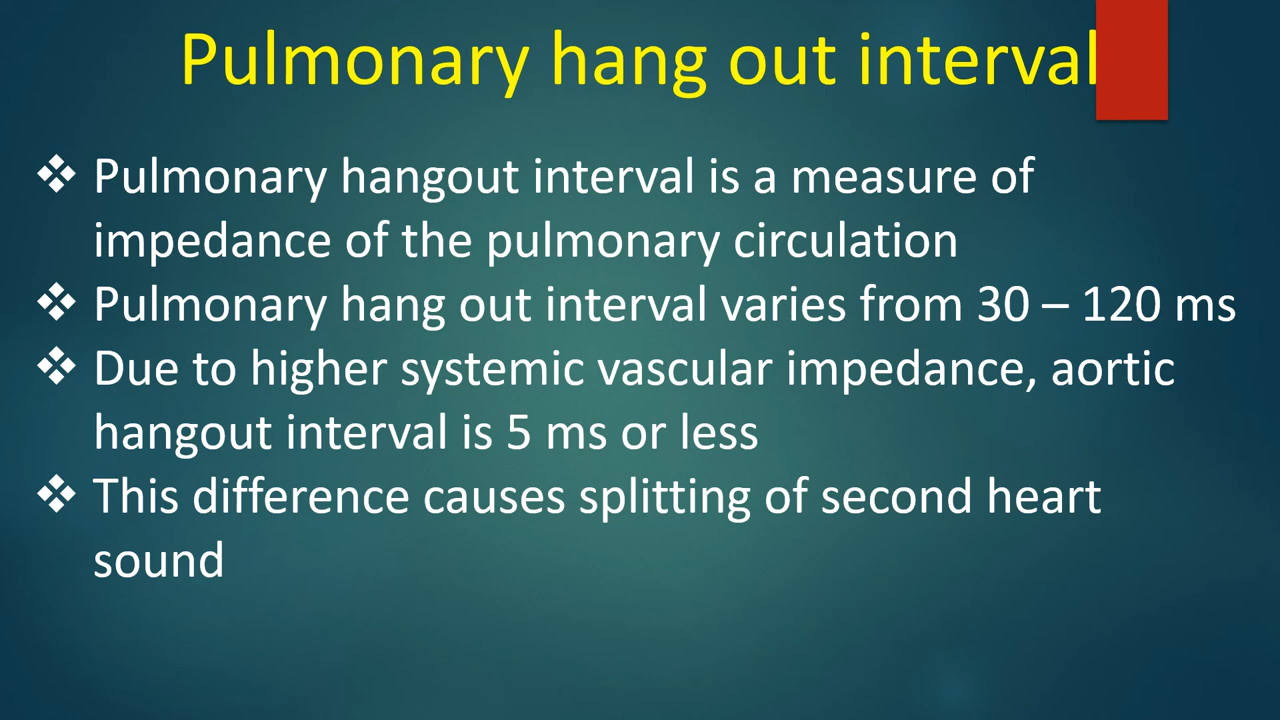 Pulmonary hang out interval
❖ Pulmonary hangout interval is a measure of
impedance of the pulmonary circulation
❖ Pulmonary hang out interval varies from 30 – 120 ms
❖ Due to higher systemic vascular impedance, aortic
hangout interval is 5 ms or less
❖ This difference causes splitting of second heart
sound